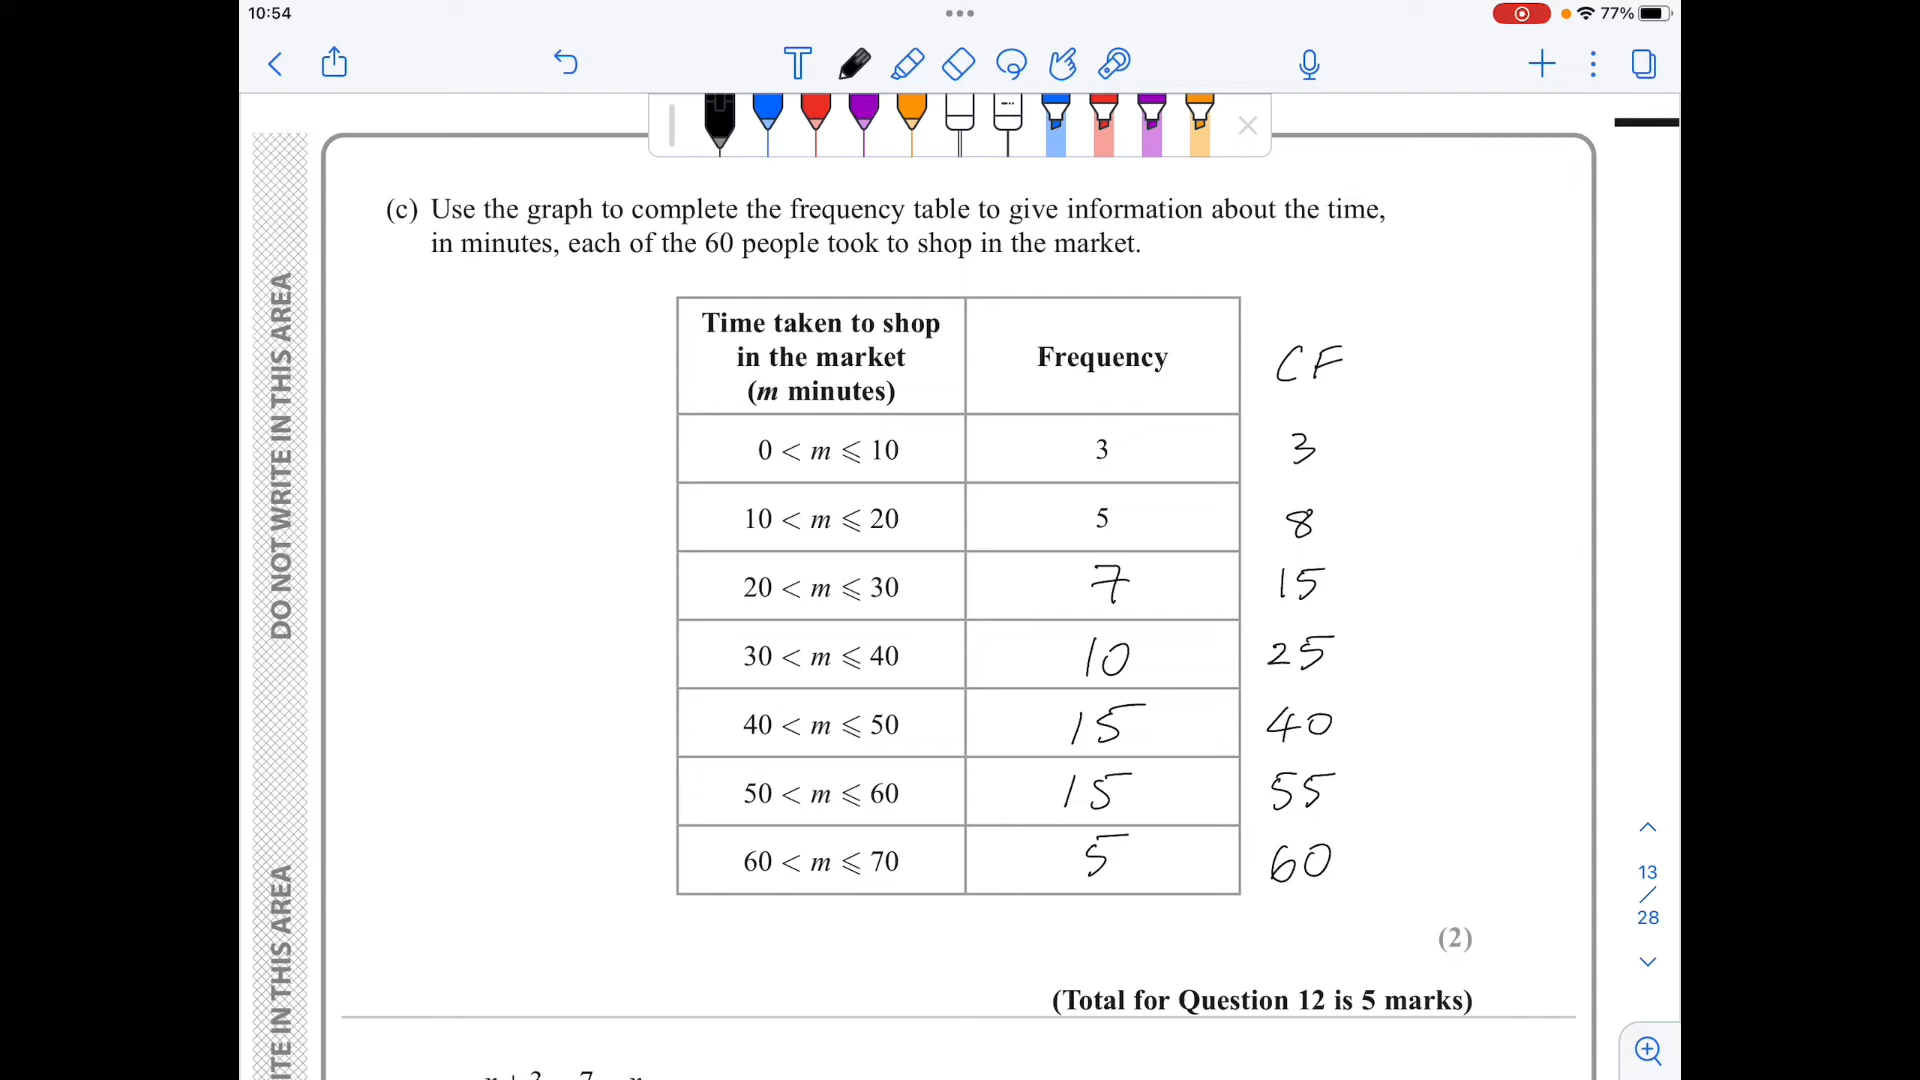 10:54
77%
(c) Use the graph to complete the frequency table to give information about the time,
in minutes, each of the 60 people took to shop in the market.
Time taken to shop
in the market
(m minutes)
Frequency
CF
0 < m ⩽ 10 3 3
10 < m ⩽ 20 5 8
20 < m ⩽ 30 7 15
30 < m ⩽ 40 10 25
40 < m ⩽ 50 15 40
50 < m ⩽ 60 15 55
60 < m ⩽ 70 5 60
(2)
(Total for Question 12 is 5 marks)
DO NOT WRITE IN THIS AREA
ITE IN THIS AREA
13
/
28